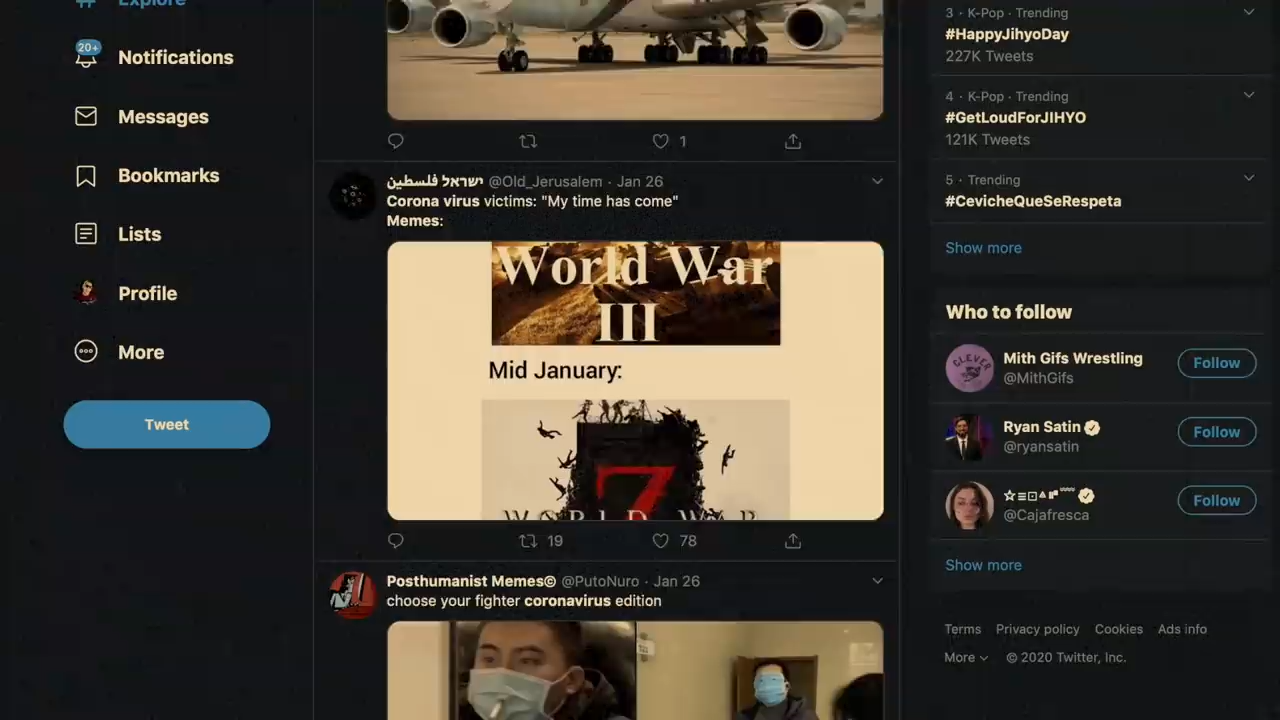 Explore
20+
Notifications
Messages
Bookmarks
Lists
Profile
More
Tweet
1
ישראל فلسطين @Old_Jerusalem · Jan 26
Corona virus victims: "My time has come"
Memes:
World War
III
Mid January:
Z
WORLD WAR
19
78
Posthumanist Memes© @PutoNuro · Jan 26
choose your fighter coronavirus edition
3 · K-Pop · Trending
#HappyJihyoDay
227K Tweets
4 · K-Pop · Trending
#GetLoudForJIHYO
121K Tweets
5 · Trending
#CevicheQueSeRespeta
Show more
Who to follow
CLEVER
Mith Gifs Wrestling
@MithGifs
Follow
Ryan Satin
@ryansatin
Follow
@Cajafresca
Follow
Show more
Terms Privacy policy Cookies Ads info
More © 2020 Twitter, Inc.